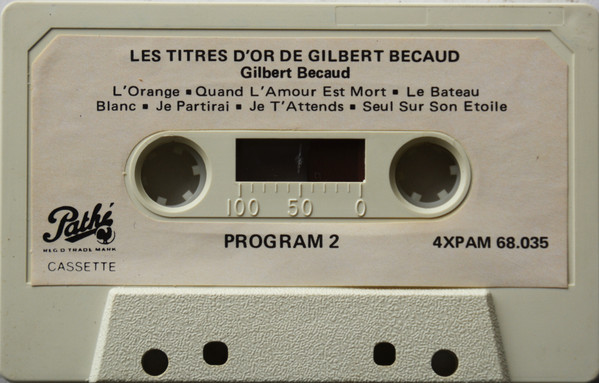 LES TITRES D'OR DE GILBERT BECAUD
Gilbert Becaud
L'Orange ▪ Quand L'Amour Est Mort ▪ Le Bateau
Blanc ▪ Je Partirai ▪ Je T'Attends ▪ Seul Sur Son Etoile
100 50 0
Pathé
REG'D TRADE MARK
CASSETTE
PROGRAM 2
4XPAM 68.035